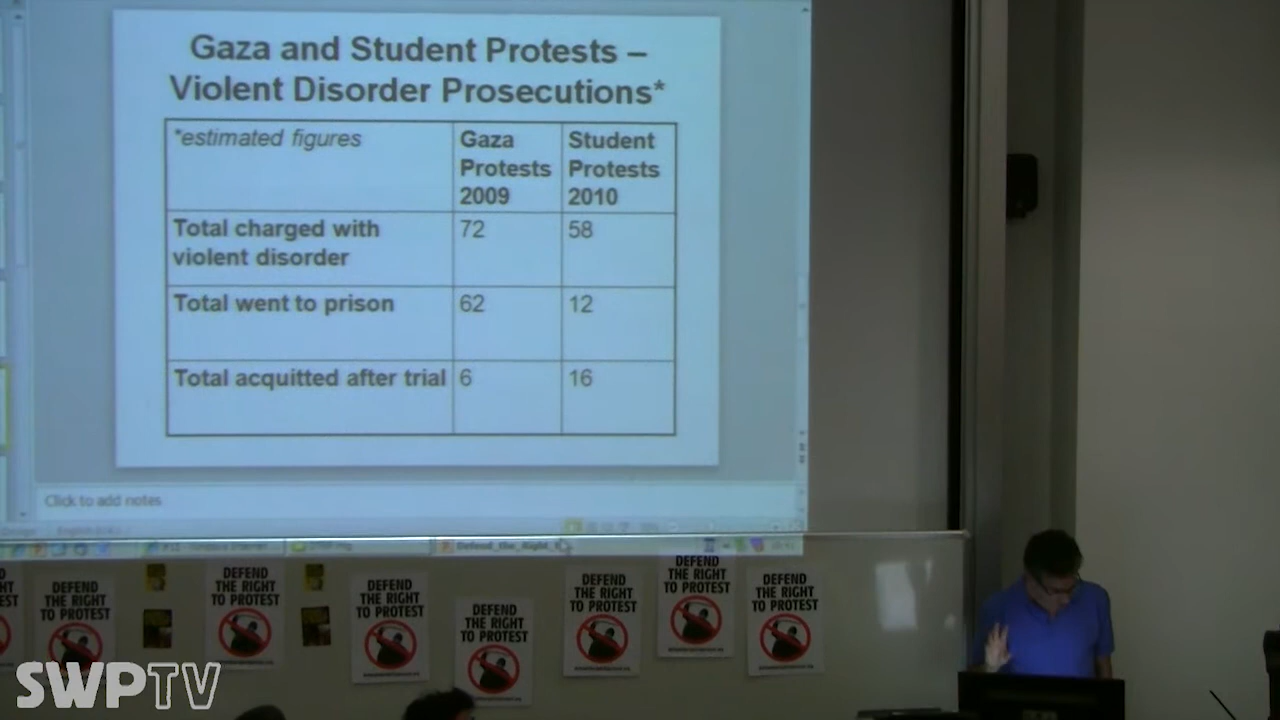 Gaza and Student Protests –
Violent Disorder Prosecutions*
*estimated figures
Gaza
Protests
2009
Student
Protests
2010
Total charged with
violent disorder
72
58
Total went to prison
62
12
Total acquitted after trial
6
16
Click to add notes
Defend_the_Right
DEFEND
THE RIGHT
TO PROTEST
DEFEND
THE RIGHT
TO PROTEST
DEFEND
THE RIGHT
TO PROTEST
DEFEND
THE RIGHT
TO PROTEST
DEFEND
THE RIGHT
TO PROTEST
DEFEND
THE RIGHT
TO PROTEST
DEFEND
THE RIGHT
TO PROTEST
SWPTV